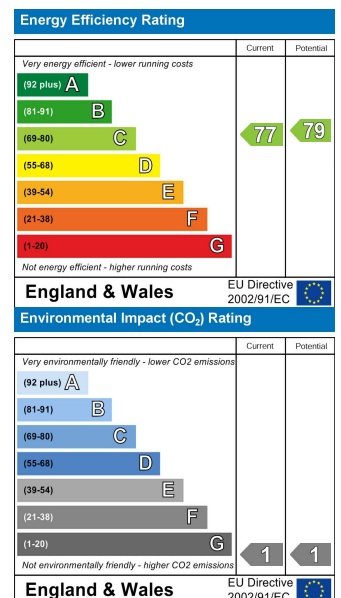 Energy Efficiency Rating
Current Potential
Very energy efficient - lower running costs
(92 plus) A
(81-91) B
(69-80) C 77 79
(55-68) D
(39-54) E
(21-38) F
(1-20) G
Not energy efficient - higher running costs
England & Wales EU Directive
2002/91/EC
Environmental Impact (CO₂) Rating
Current Potential
Very environmentally friendly - lower CO2 emissions
(92 plus) A
(81-91) B
(69-80) C
(55-68) D
(39-54) E
(21-38) F
(1-20) G 1 1
Not environmentally friendly - higher CO2 emissions
England & Wales EU Directive
2002/91/EC